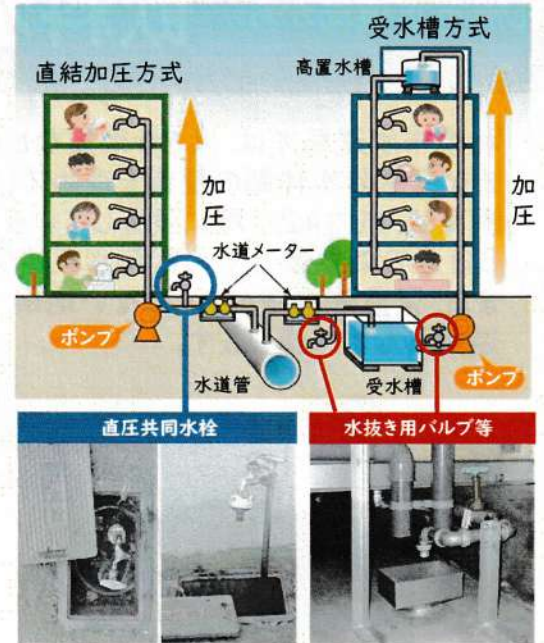 受水槽方式
直結加圧方式
高置水槽
加圧
加圧
水道メーター
ポンプ
水道管
受水槽
ポンプ
直圧共同水栓
水抜き用バルブ等